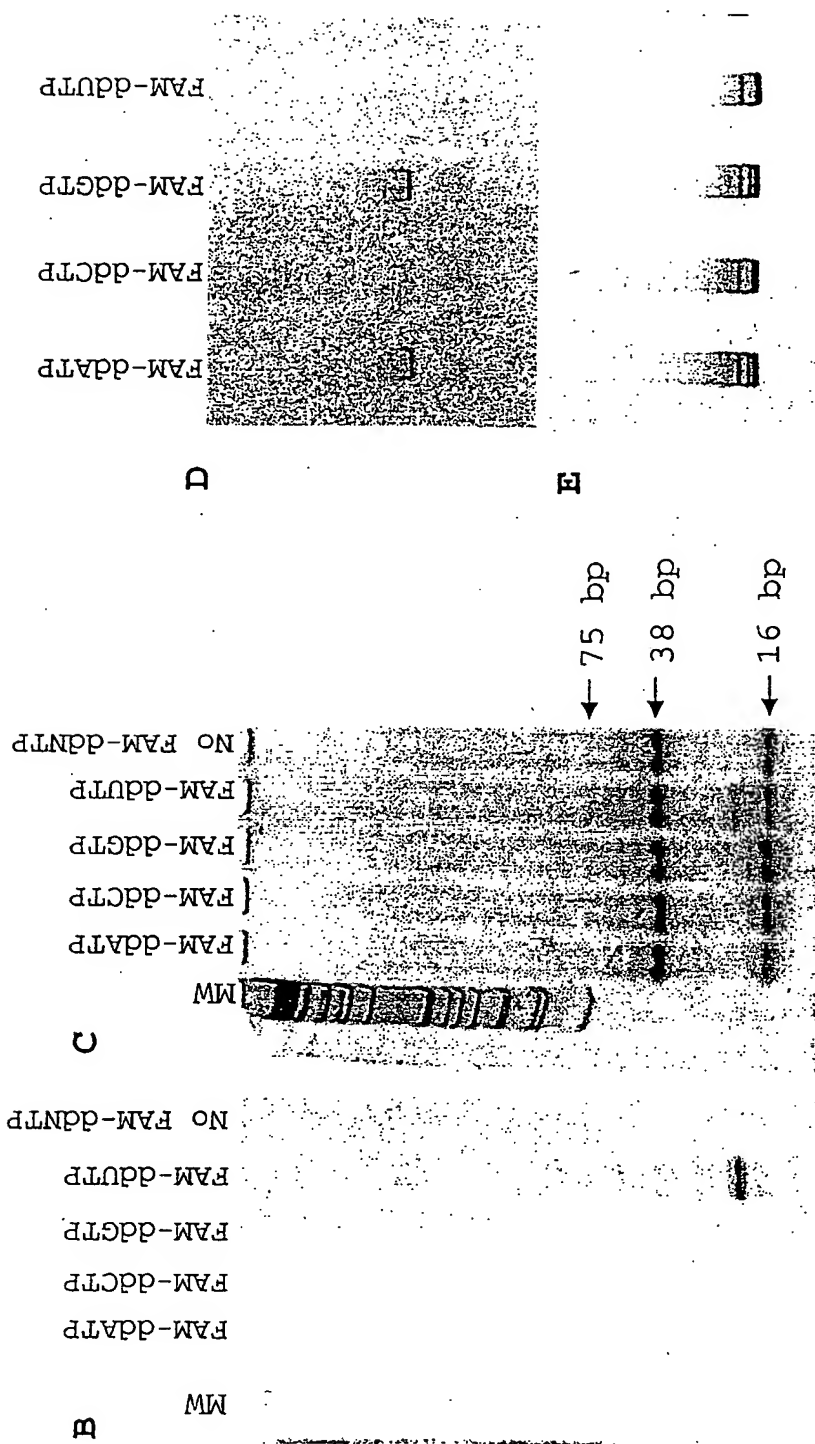 B
MW
FAM-ddATP
FAM-ddCTP
FAM-ddGTP
FAM-ddUTP
No FAM-ddNTP
C
MW
FAM-ddATP
FAM-ddCTP
FAM-ddGTP
FAM-ddUTP
No FAM-ddNTP
← 75 bp
← 38 bp
← 16 bp
D
FAM-ddATP
FAM-ddCTP
FAM-ddGTP
FAM-ddUTP
E